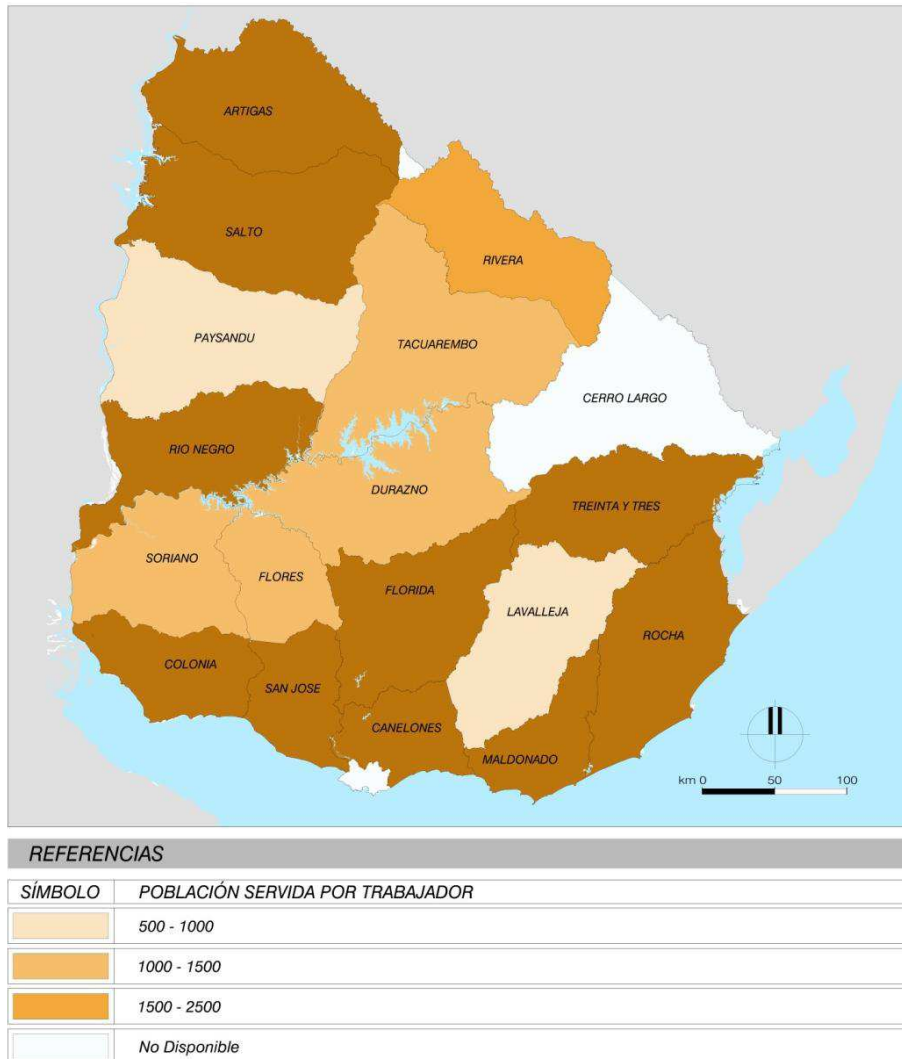 ARTIGAS
SALTO
RIVERA
PAYSANDU
TACUAREMBO
CERRO LARGO
RIO NEGRO
DURAZNO
TREINTA Y TRES
SORIANO
FLORES
FLORIDA
LAVALLEJA
ROCHA
COLONIA
SAN JOSE
CANELONES
MALDONADO
km 0 50 100
REFERENCIAS
SÍMBOLO POBLACIÓN SERVIDA POR TRABAJADOR
500 - 1000
1000 - 1500
1500 - 2500
No Disponible